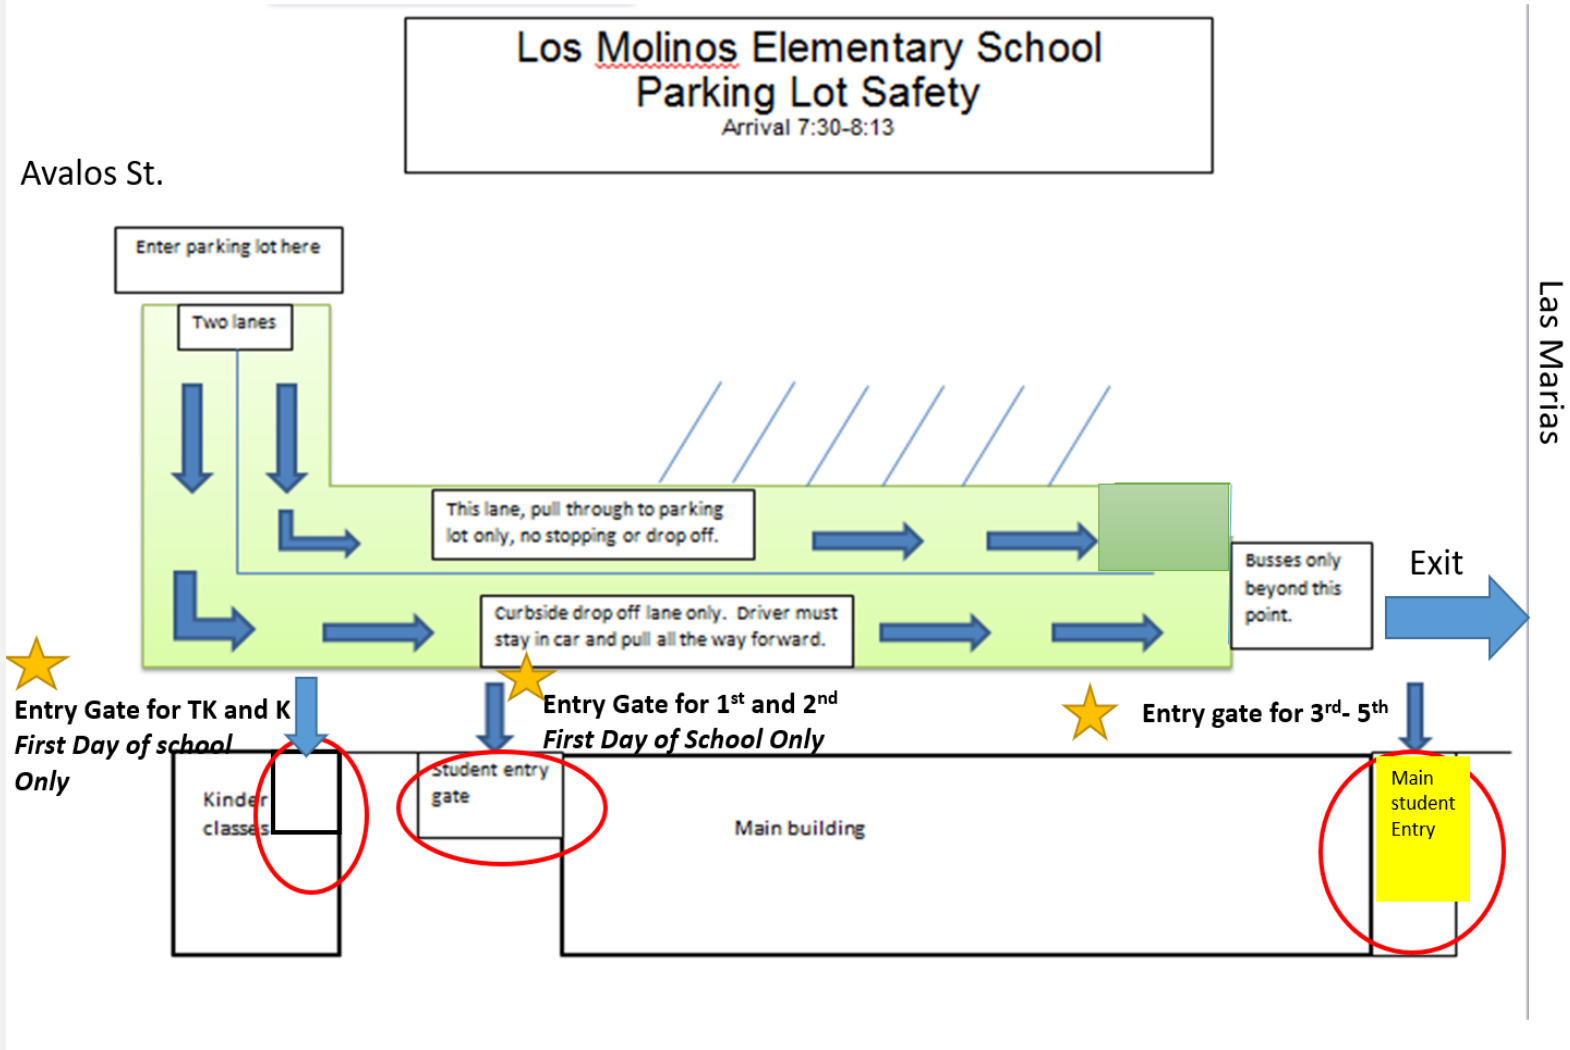 Los Molinos Elementary School
Parking Lot Safety
Arrival 7:30-8:13
Avalos St.
Enter parking lot here
Two lanes
Las Marias
This lane, pull through to parking
lot only, no stopping or drop off.
Busses only
beyond this
point.
Exit
Curbside drop off lane only. Driver must
stay in car and pull all the way forward.
Entry Gate for TK and K
First Day of school
Only
Entry Gate for 1st and 2nd
First Day of School Only
Entry gate for 3rd- 5th
Kinder
classes
Student entry
gate
Main building
Main
student
Entry